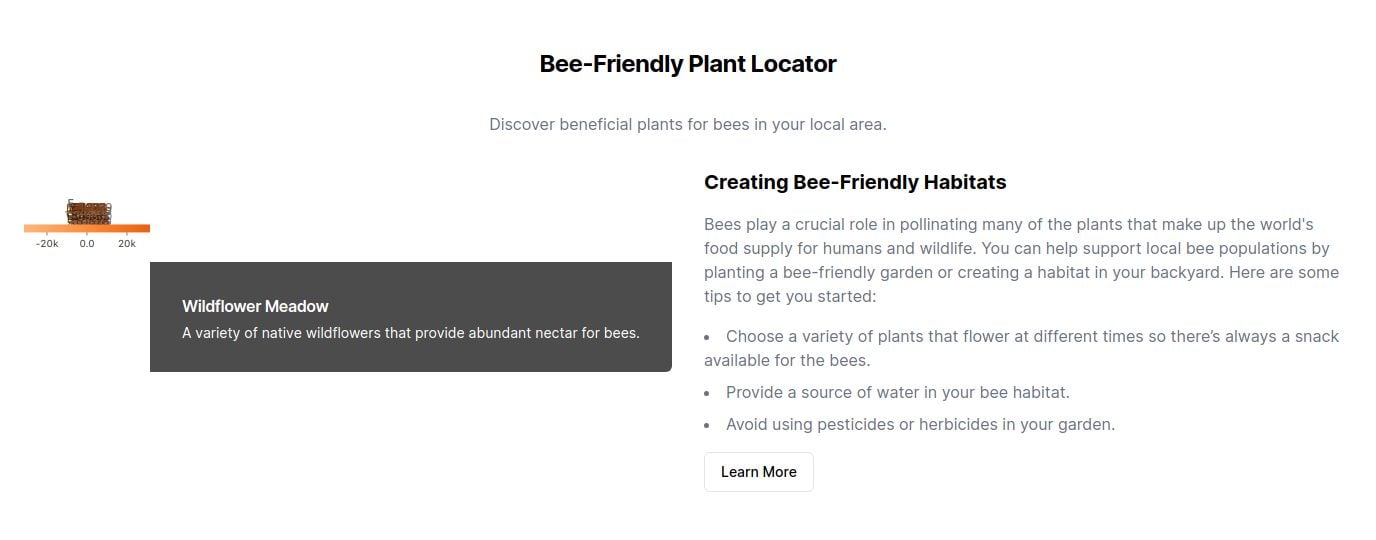 Bee-Friendly Plant Locator
Discover beneficial plants for bees in your local area.
-20k 0.0 20k
Wildflower Meadow
A variety of native wildflowers that provide abundant nectar for bees.
Creating Bee-Friendly Habitats
Bees play a crucial role in pollinating many of the plants that make up the world's
food supply for humans and wildlife. You can help support local bee populations by
planting a bee-friendly garden or creating a habitat in your backyard. Here are some
tips to get you started:
• Choose a variety of plants that flower at different times so there’s always a snack
available for the bees.
• Provide a source of water in your bee habitat.
• Avoid using pesticides or herbicides in your garden.
Learn More